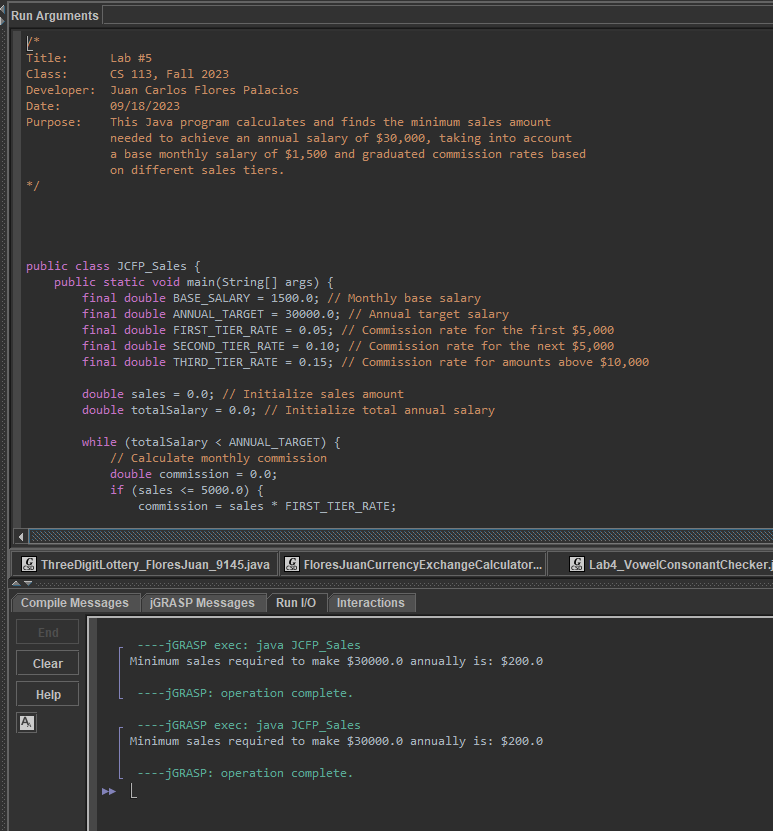 Run Arguments
/*
Title:      Lab #5
Class:      CS 113, Fall 2023
Developer:  Juan Carlos Flores Palacios
Date:       09/18/2023
Purpose:    This Java program calculates and finds the minimum sales amount
            needed to achieve an annual salary of $30,000, taking into account
            a base monthly salary of $1,500 and graduated commission rates based
            on different sales tiers.
*/
public class JCFP_Sales {
    public static void main(String[] args) {
        final double BASE_SALARY = 1500.0; // Monthly base salary
        final double ANNUAL_TARGET = 30000.0; // Annual target salary
        final double FIRST_TIER_RATE = 0.05; // Commission rate for the first $5,000
        final double SECOND_TIER_RATE = 0.10; // Commission rate for the next $5,000
        final double THIRD_TIER_RATE = 0.15; // Commission rate for amounts above $10,000
        double sales = 0.0; // Initialize sales amount
        double totalSalary = 0.0; // Initialize total annual salary
        while (totalSalary < ANNUAL_TARGET) {
            // Calculate monthly commission
            double commission = 0.0;
            if (sales <= 5000.0) {
                commission = sales * FIRST_TIER_RATE;
G CSD ThreeDigitLottery_FloresJuan_9145.java G CSD FloresJuanCurrencyExchangeCalculator... G CSD Lab4_VowelConsonantChecker.j
Compile Messages jGRASP Messages Run I/O Interactions
End
Clear
Help
A
----jGRASP exec: java JCFP_Sales
Minimum sales required to make $30000.0 annually is: $200.0
----jGRASP: operation complete.
----jGRASP exec: java JCFP_Sales
Minimum sales required to make $30000.0 annually is: $200.0
----jGRASP: operation complete.